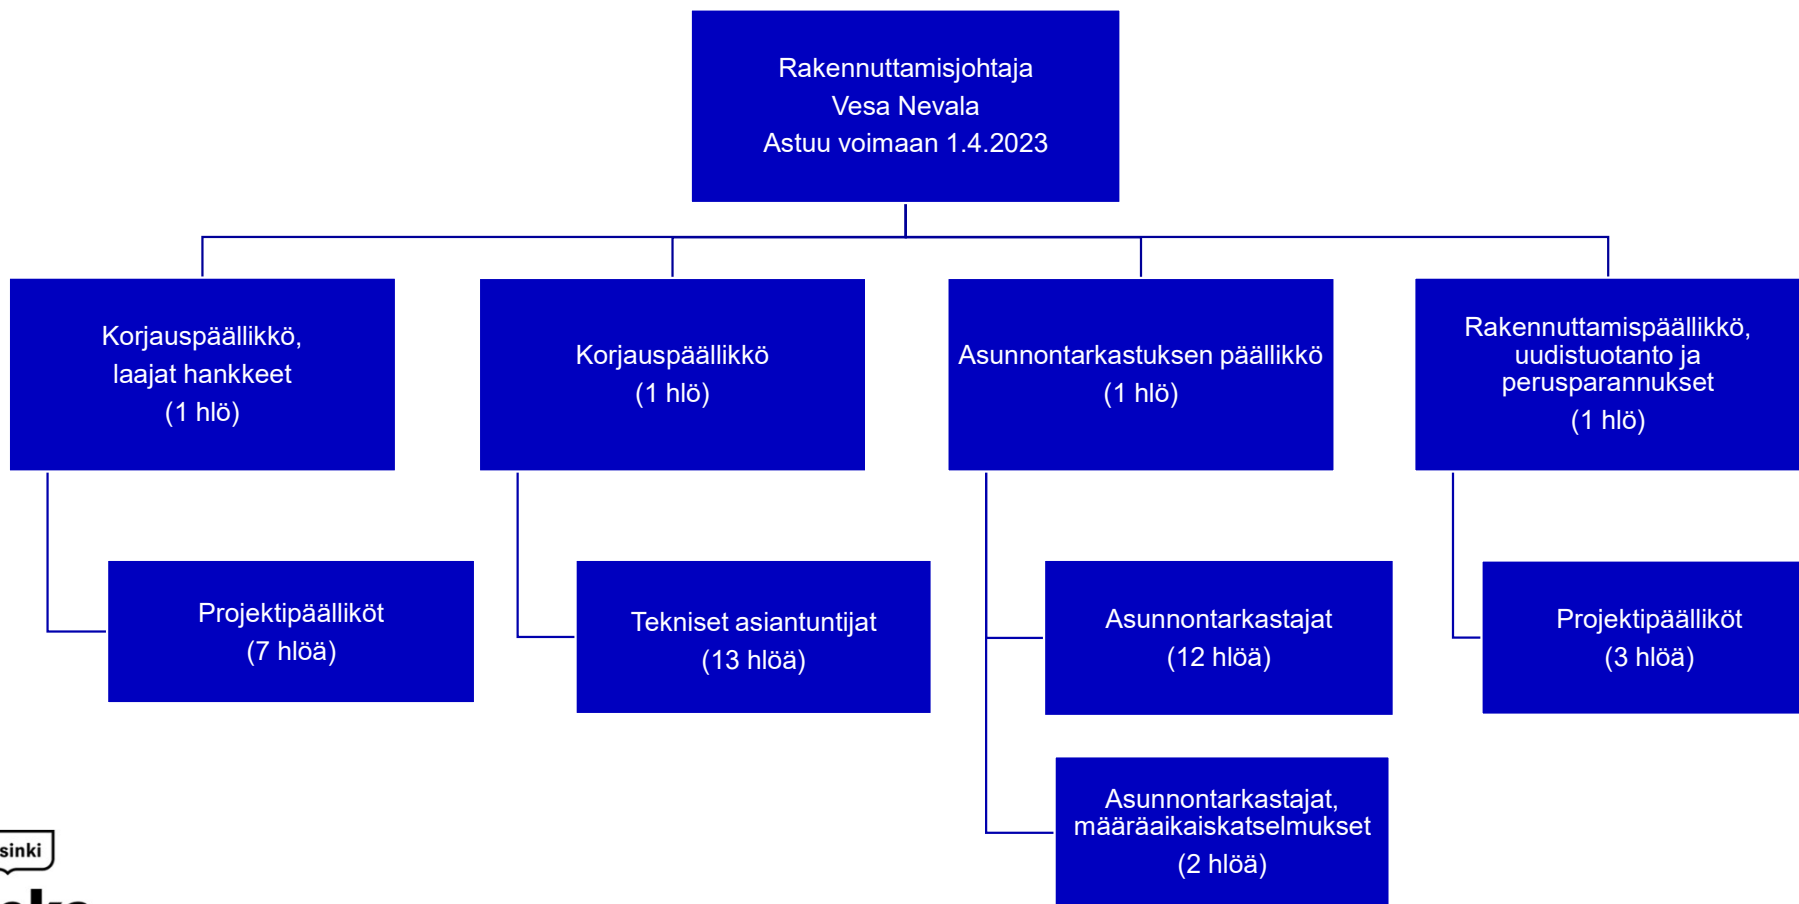 Rakennuttamisjohtaja
Vesa Nevala
Astuu voimaan 1.4.2023
Korjauspäällikkö,
laajat hankkeet
(1 hlö)
Korjauspäällikkö
(1 hlö)
Asunnontarkastuksen päällikkö
(1 hlö)
Rakennuttamispäällikkö,
uudistuotanto ja
perusparannukset
(1 hlö)
Projektipäälliköt
(7 hlöä)
Tekniset asiantuntijat
(13 hlöä)
Asunnontarkastajat
(12 hlöä)
Projektipäälliköt
(3 hlöä)
Asunnontarkastajat,
määräaikaiskatselmukset
(2 hlöä)
sinki